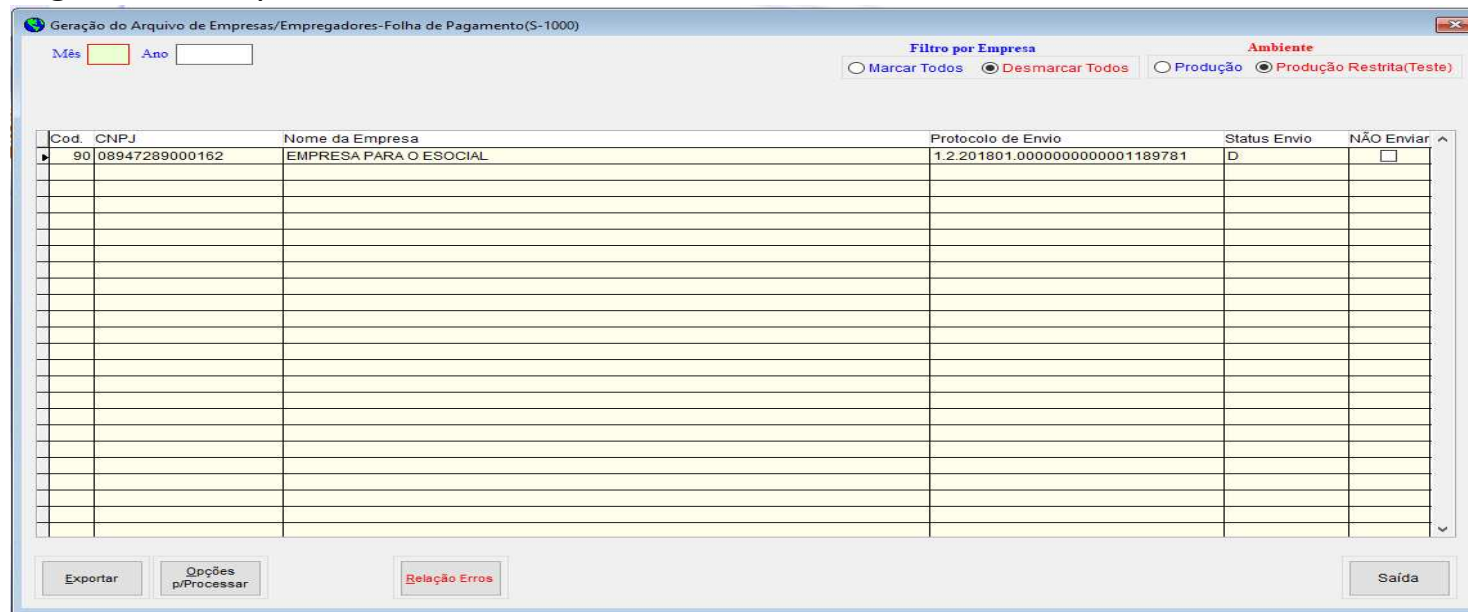 Geração do Arquivo de Empresas/Empregadores-Folha de Pagamento(S-1000)
Mês Ano Filtro por Empresa Ambiente
Marcar Todos Desmarcar Todos Produção Produção Restrita(Teste)
Cod. CNPJ Nome da Empresa Protocolo de Envio Status Envio NÃO Enviar
90 08947289000162 EMPRESA PARA O ESOCIAL 1.2.201801.0000000000001189781 D
Exportar Opções p/Processar Relação Erros Saída